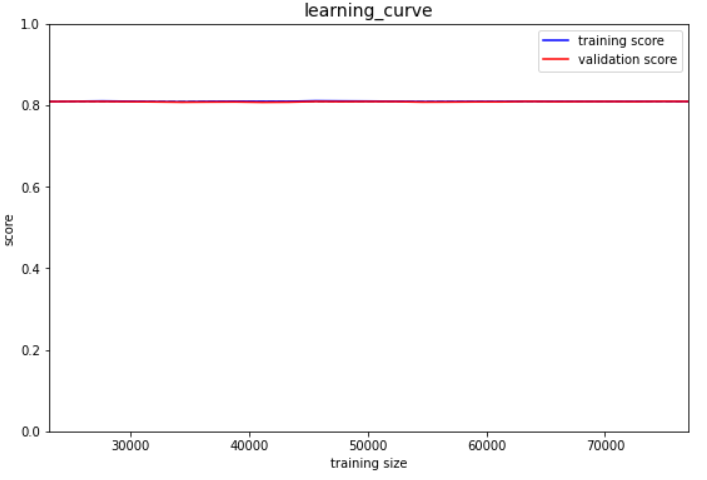 learning_curve
1.0
training score
validation score
0.8
0.6
score
0.4
0.2
0.0
30000 40000 50000 60000 70000
training size